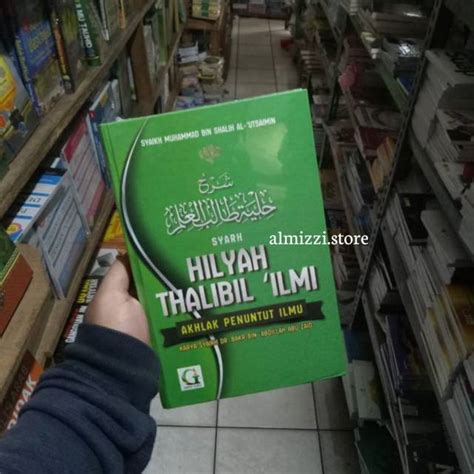 SYAIKH MUHAMMAD BIN SHALIH AL-'UTSAIMIN
شرح
حلية طالب العلم
almizzi.store
SYARH
HILYAH
THALIBIL 'ILMI
AKHLAK PENUNTUT ILMU
KARYA SYAIKH DR. BAKR BIN ABDILLAH ABU ZAID
G